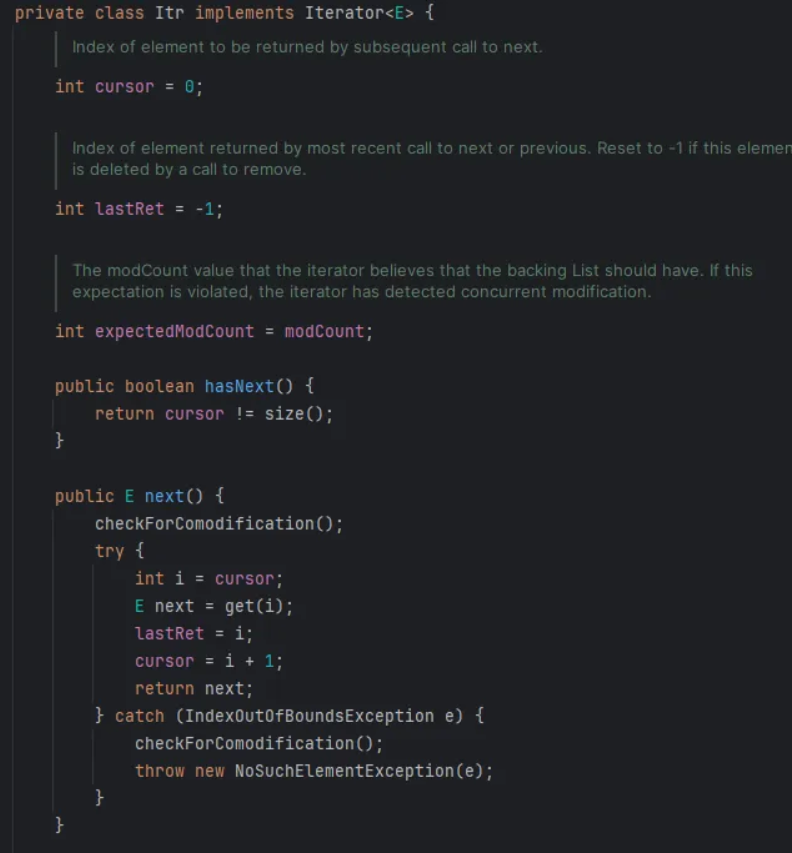 private class Itr implements Iterator<E> {
Index of element to be returned by subsequent call to next.
int cursor = 0;
Index of element returned by most recent call to next or previous. Reset to -1 if this elemen
is deleted by a call to remove.
int lastRet = -1;
The modCount value that the iterator believes that the backing List should have. If this
expectation is violated, the iterator has detected concurrent modification.
int expectedModCount = modCount;
public boolean hasNext() {
return cursor != size();
}
public E next() {
checkForComodification();
try {
int i = cursor;
E next = get(i);
lastRet = i;
cursor = i + 1;
return next;
} catch (IndexOutOfBoundsException e) {
checkForComodification();
throw new NoSuchElementException(e);
}
}